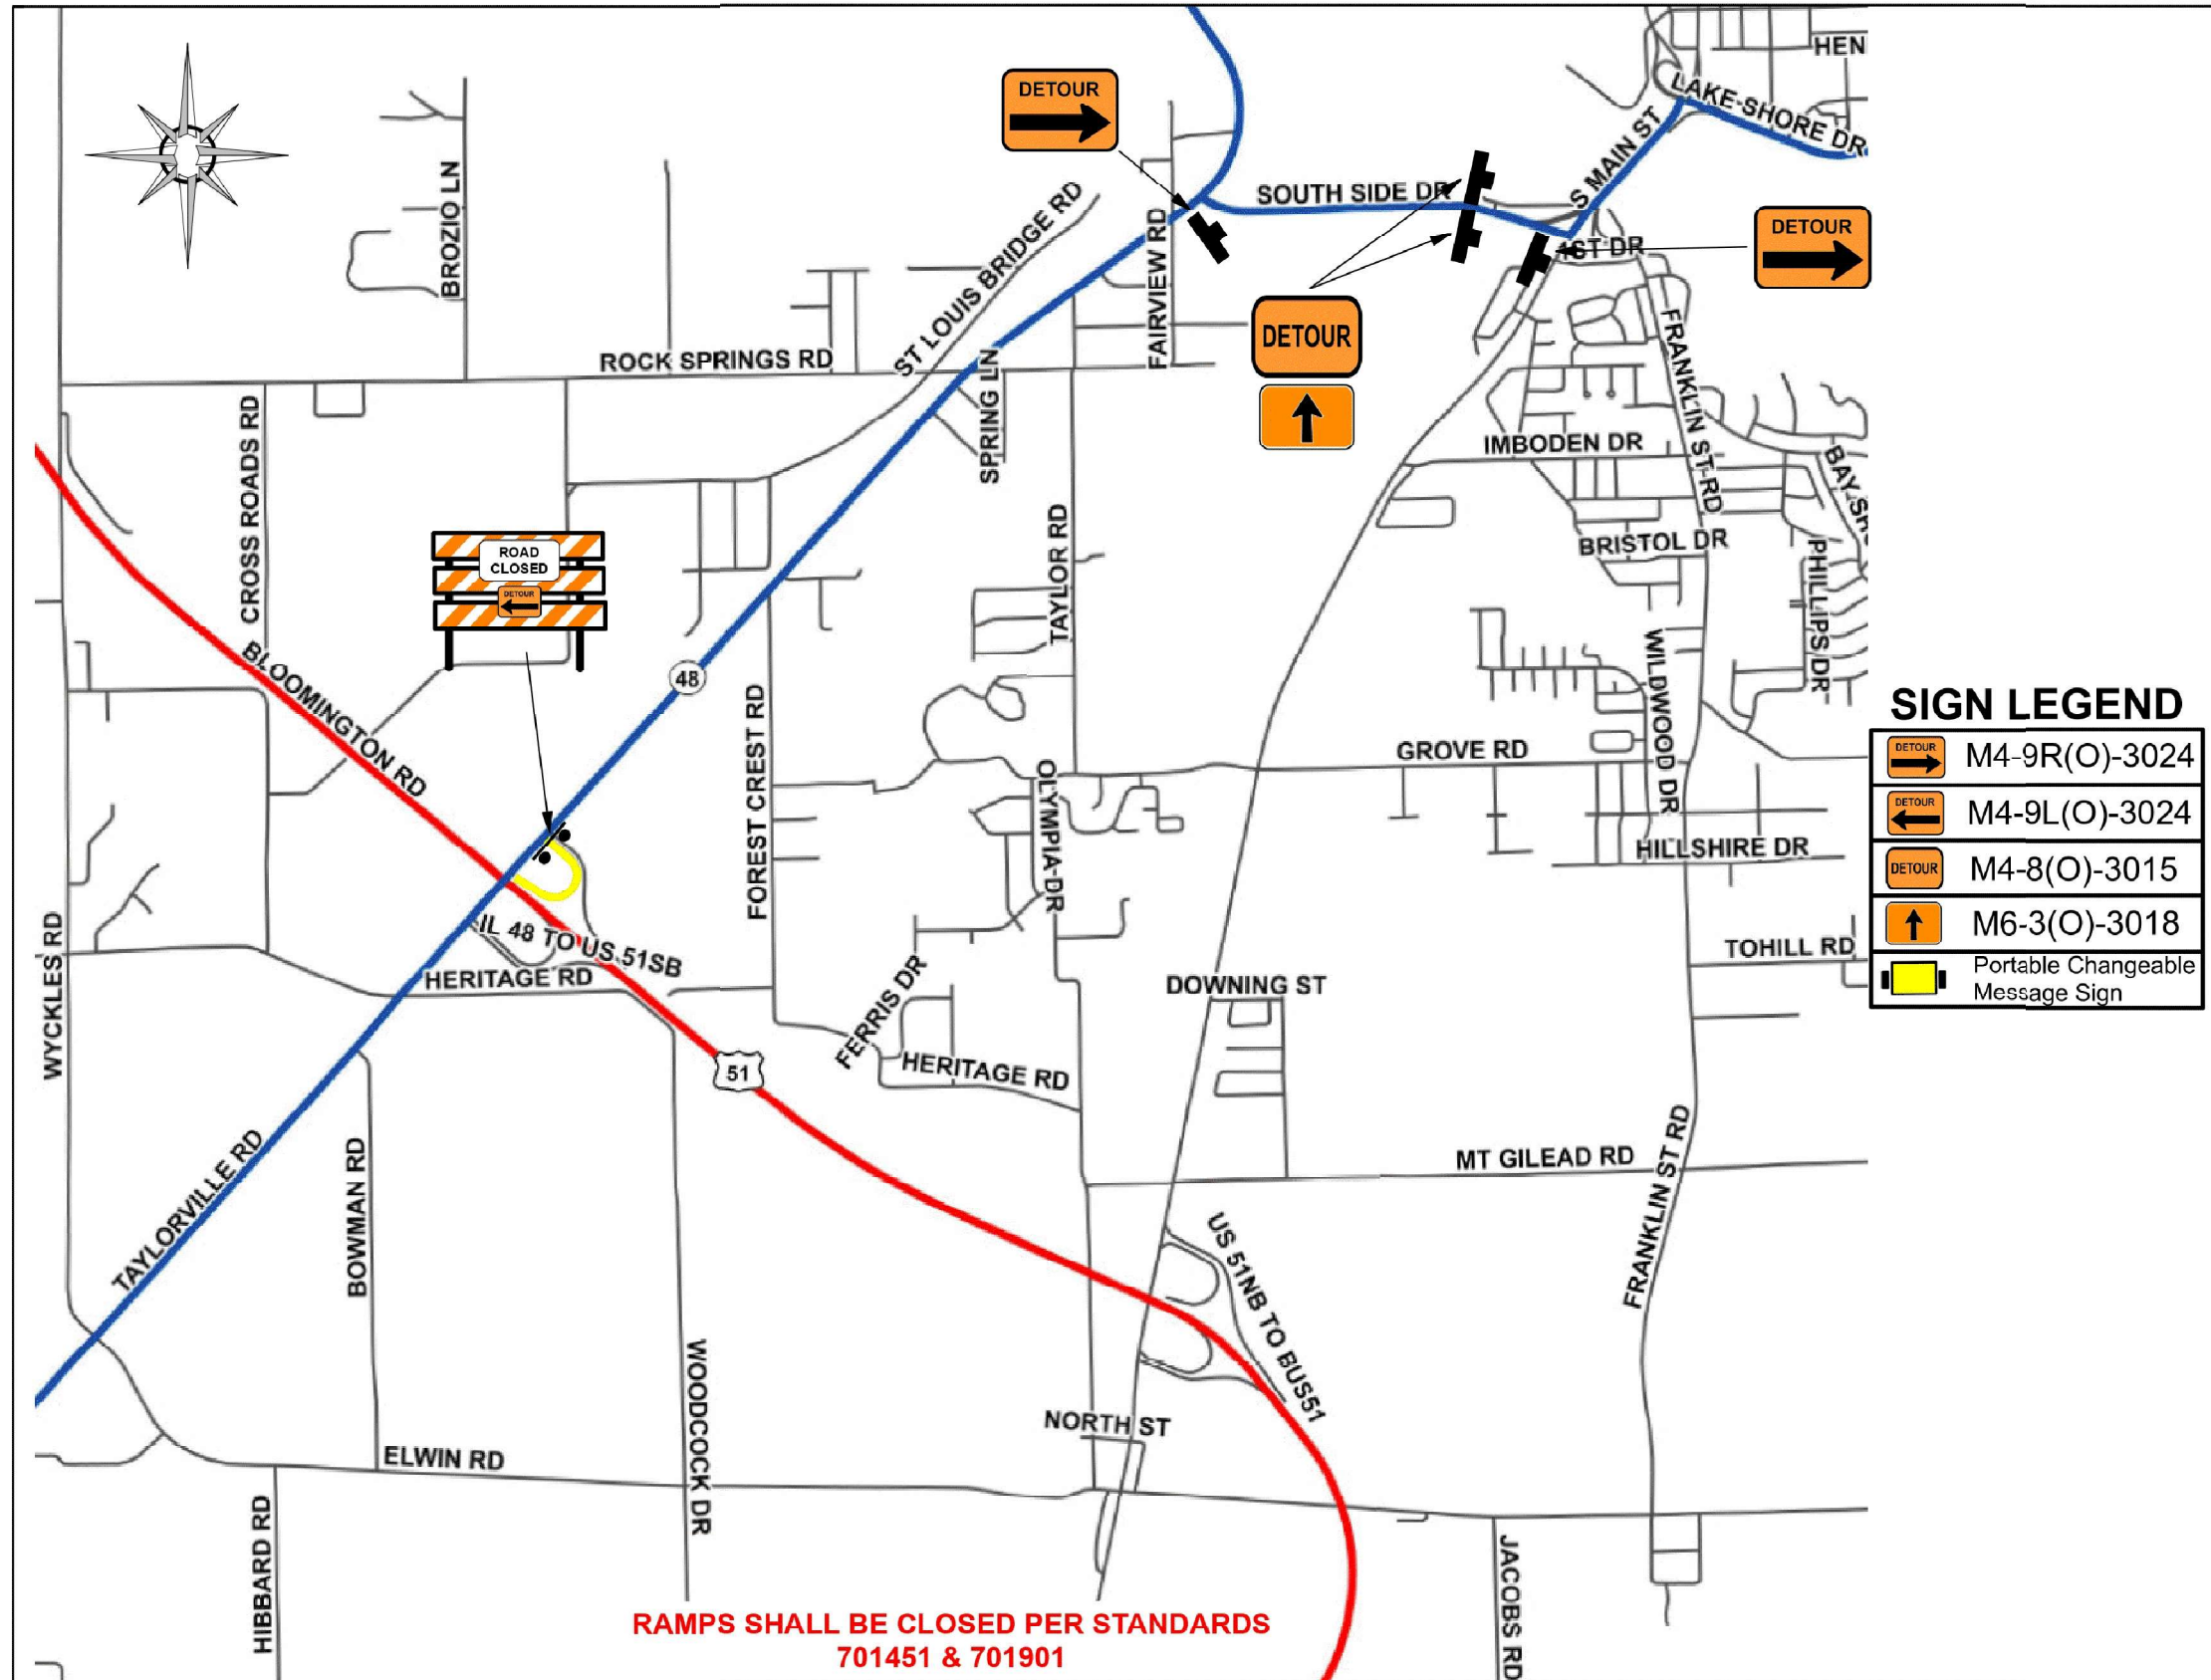 HEN
LAKE-SHORE DR
DETOUR
S MAIN ST
BROZIO LN
ST LOUIS BRIDGE RD
SOUTH SIDE DR
FAIRVIEW RD
DETOUR
1ST DR
ROCK SPRINGS RD
SPRING LN
DETOUR
FRANKLIN ST RD
CROSS ROADS RD
IMBODEN DR
BAY SH
ROAD
CLOSED
DETOUR
TAYLOR RD
BRISTOL DR
PHILLIPS DR
BLOOMINGTON RD
48
FOREST CREST RD
WILDWOOD DR
GROVE RD
OLYMPIA DR
HILLSHIRE DR
SIGN LEGEND
DETOUR
M4-9R(O)-3024
DETOUR
M4-9L(O)-3024
DETOUR
M4-8(O)-3015
M6-3(O)-3018
Portable Changeable
Message Sign
WYCKLES RD
IL 48 TO US 51SB
HERITAGE RD
TOHILL RD
FERRIS DR
DOWNING ST
51
HERITAGE RD
TAYLORVILLE RD
BOWMAN RD
MT GILEAD RD
FRANKLIN ST RD
US 51NB TO BUS51
WOODCOCK DR
NORTH ST
ELWIN RD
HIBBARD RD
JACOBS RD
RAMPS SHALL BE CLOSED PER STANDARDS
701451 & 701901